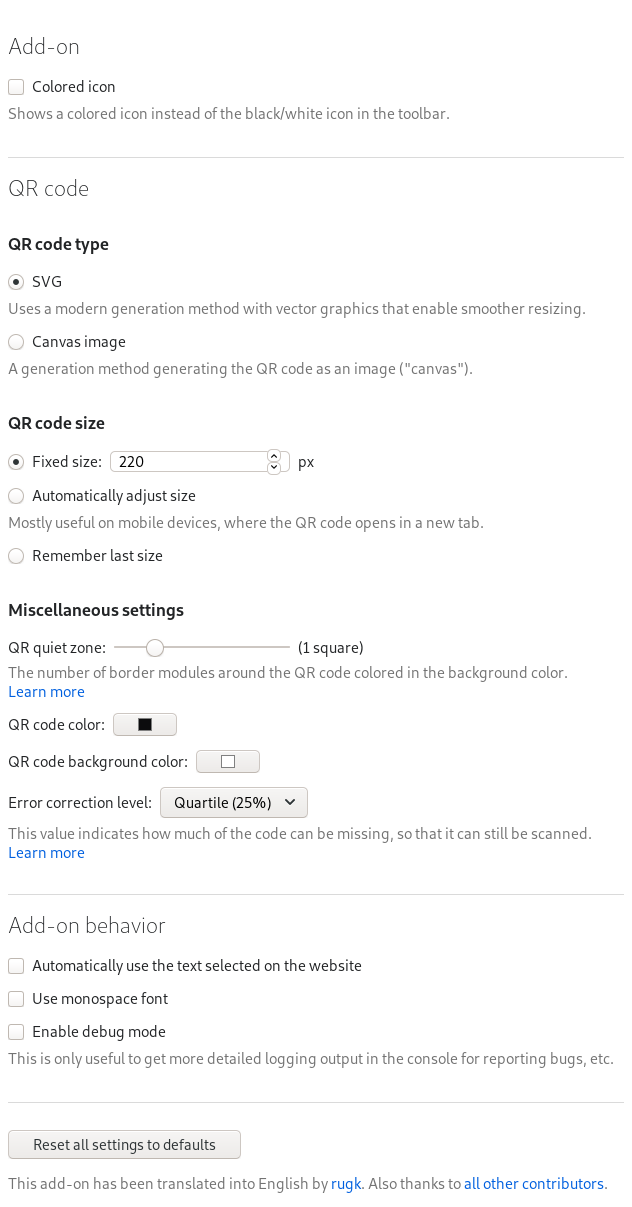 Add-on
Colored icon
Shows a colored icon instead of the black/white icon in the toolbar.
QR code
QR code type
SVG
Uses a modern generation method with vector graphics that enable smoother resizing.
Canvas image
A generation method generating the QR code as an image ("canvas").
QR code size
Fixed size: 220 px
Automatically adjust size
Mostly useful on mobile devices, where the QR code opens in a new tab.
Remember last size
Miscellaneous settings
QR quiet zone: (1 square)
The number of border modules around the QR code colored in the background color.
Learn more
QR code color:
QR code background color:
Error correction level: Quartile (25%)
This value indicates how much of the code can be missing, so that it can still be scanned.
Learn more
Add-on behavior
Automatically use the text selected on the website
Use monospace font
Enable debug mode
This is only useful to get more detailed logging output in the console for reporting bugs, etc.
Reset all settings to defaults
This add-on has been translated into English by rugk. Also thanks to all other contributors.